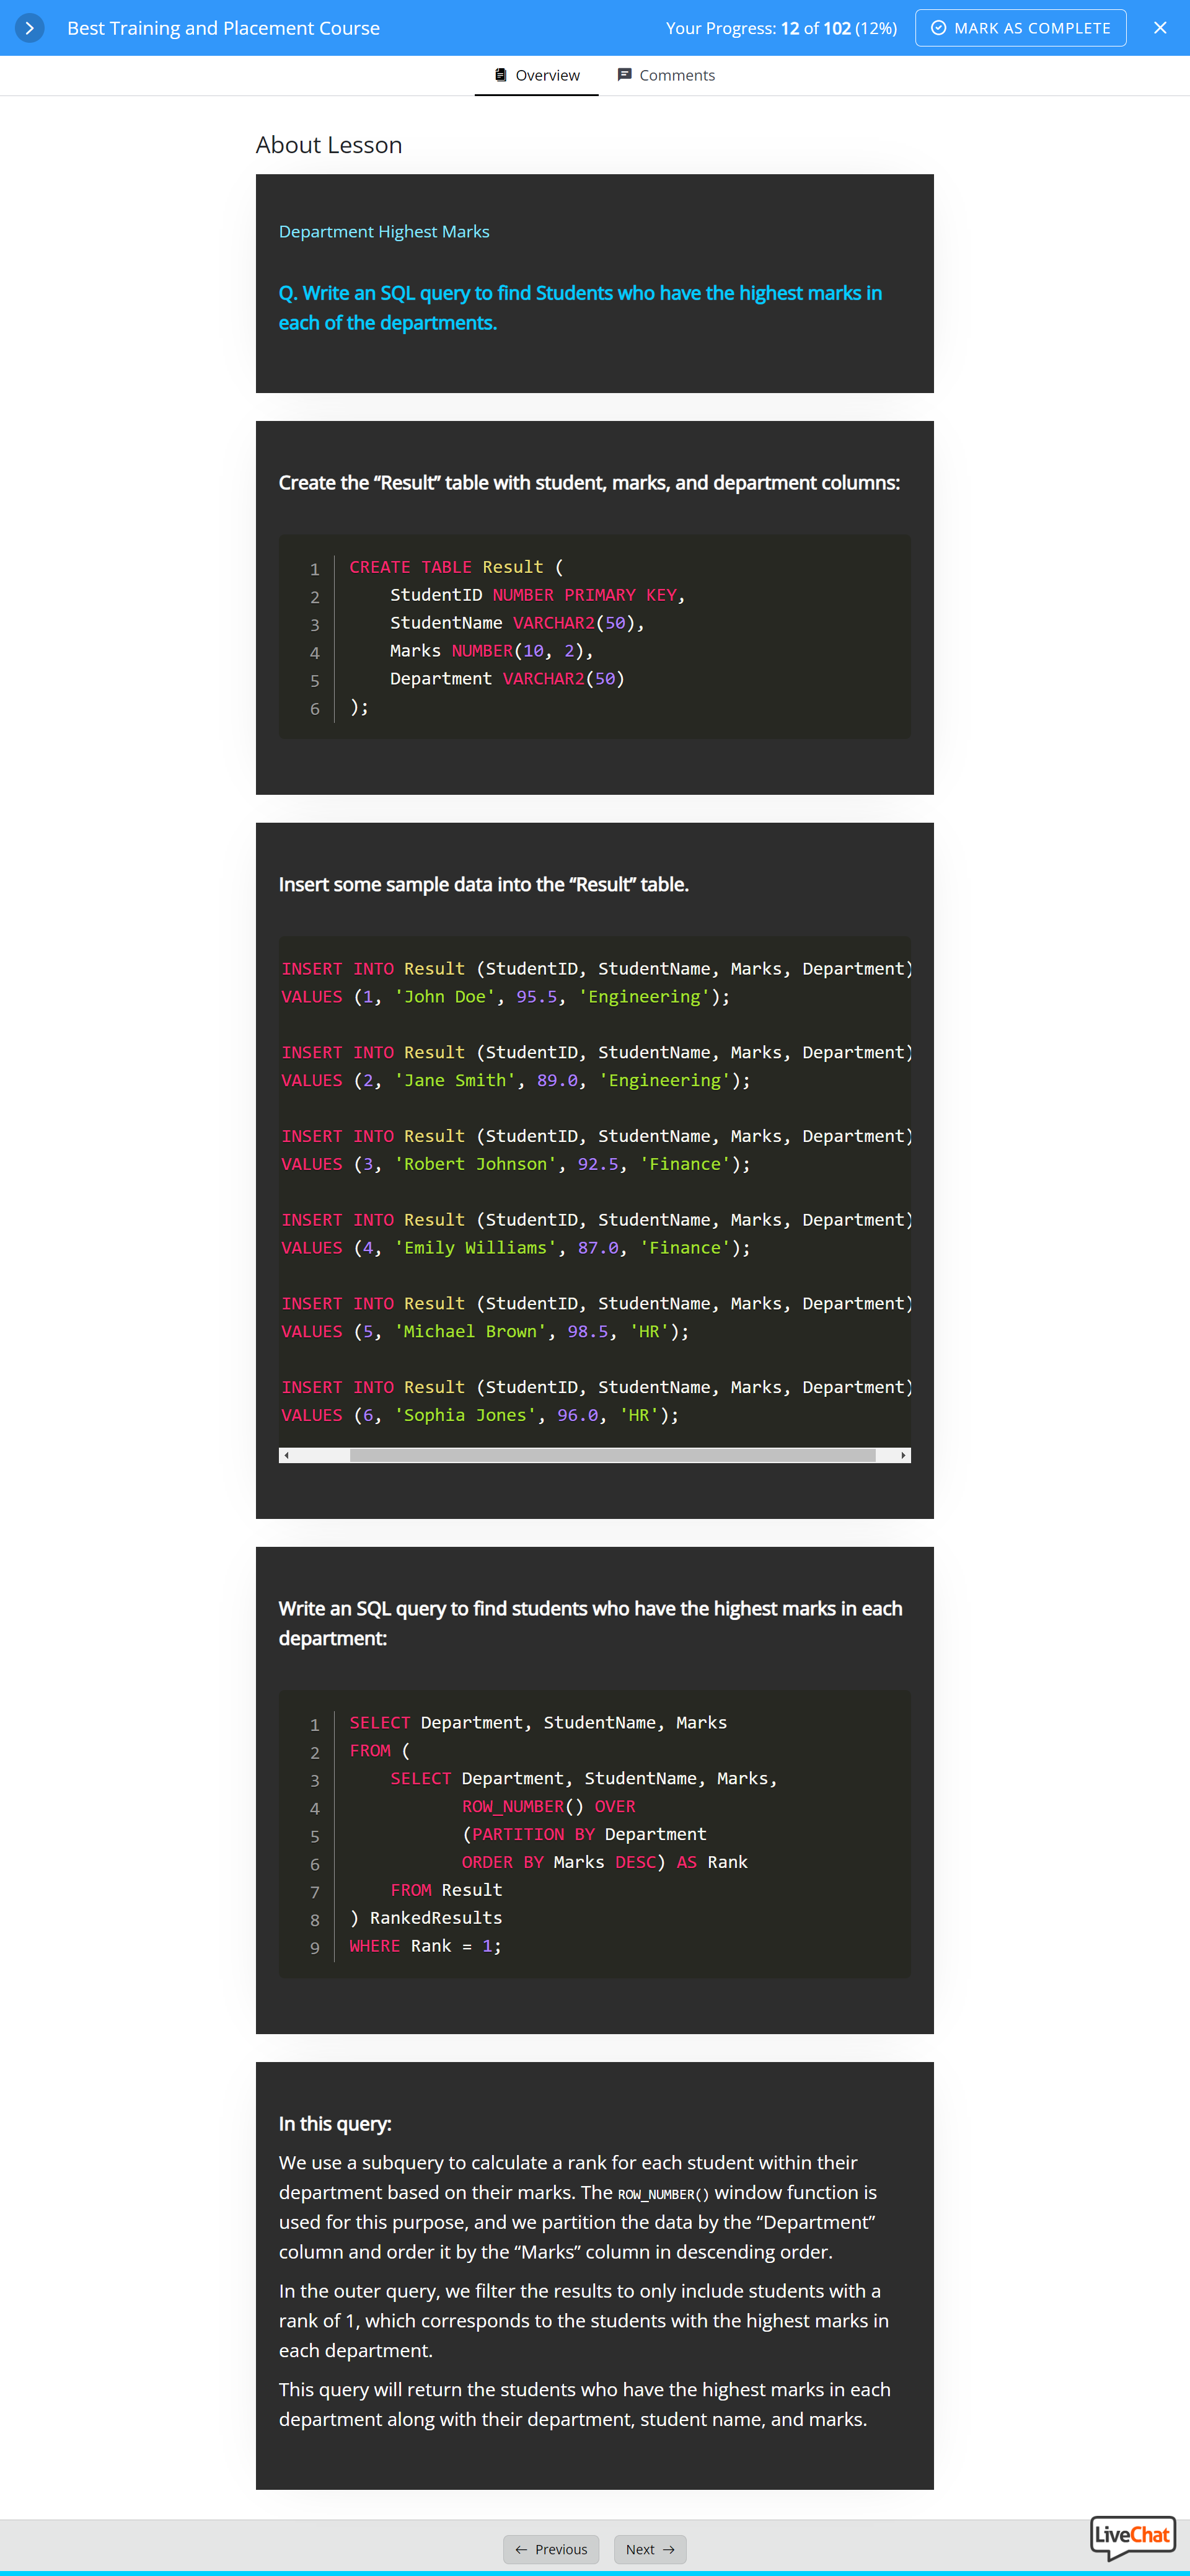 Best Training and Placement Course
Your Progress: 12 of 102 (12%)
MARK AS COMPLETE
Overview
Comments
About Lesson
Department Highest Marks
Q. Write an SQL query to find Students who have the highest marks in
each of the departments.
Create the “Result” table with student, marks, and department columns:
1 CREATE TABLE Result (
2     StudentID NUMBER PRIMARY KEY,
3     StudentName VARCHAR2(50),
4     Marks NUMBER(10, 2),
5     Department VARCHAR2(50)
6 );
Insert some sample data into the “Result” table.
INSERT INTO Result (StudentID, StudentName, Marks, Department)
VALUES (1, 'John Doe', 95.5, 'Engineering');
INSERT INTO Result (StudentID, StudentName, Marks, Department)
VALUES (2, 'Jane Smith', 89.0, 'Engineering');
INSERT INTO Result (StudentID, StudentName, Marks, Department)
VALUES (3, 'Robert Johnson', 92.5, 'Finance');
INSERT INTO Result (StudentID, StudentName, Marks, Department)
VALUES (4, 'Emily Williams', 87.0, 'Finance');
INSERT INTO Result (StudentID, StudentName, Marks, Department)
VALUES (5, 'Michael Brown', 98.5, 'HR');
INSERT INTO Result (StudentID, StudentName, Marks, Department)
VALUES (6, 'Sophia Jones', 96.0, 'HR');
Write an SQL query to find students who have the highest marks in each
department:
1 SELECT Department, StudentName, Marks
2 FROM (
3     SELECT Department, StudentName, Marks,
4            ROW_NUMBER() OVER
5            (PARTITION BY Department
6            ORDER BY Marks DESC) AS Rank
7     FROM Result
8 ) RankedResults
9 WHERE Rank = 1;
In this query:
We use a subquery to calculate a rank for each student within their
department based on their marks. The ROW_NUMBER() window function is
used for this purpose, and we partition the data by the “Department”
column and order it by the “Marks” column in descending order.
In the outer query, we filter the results to only include students with a
rank of 1, which corresponds to the students with the highest marks in
each department.
This query will return the students who have the highest marks in each
department along with their department, student name, and marks.
Previous
Next
LiveChat